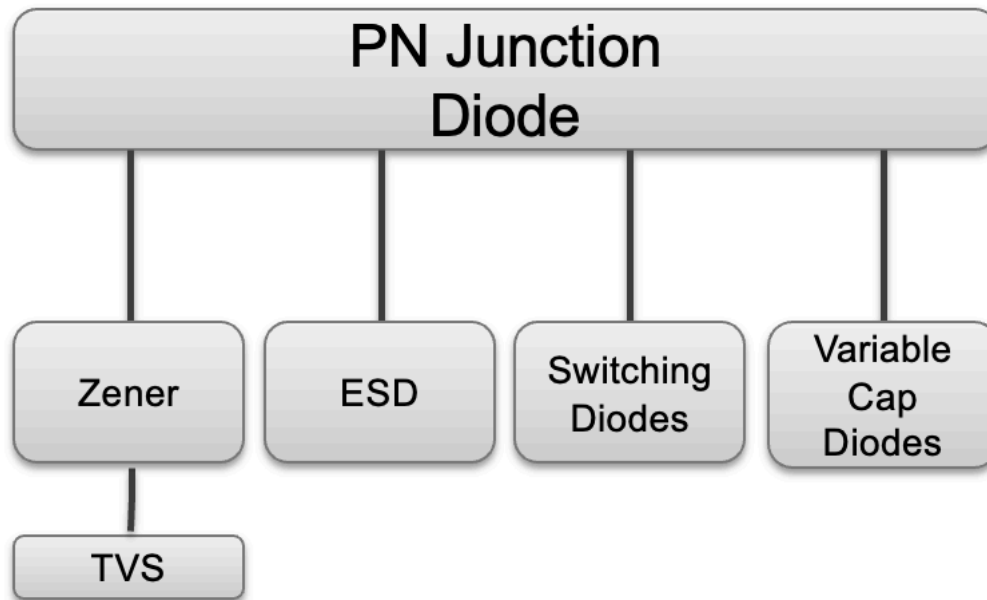 PN Junction
Diode
Zener
ESD
Switching
Diodes
Variable
Cap
Diodes
TVS